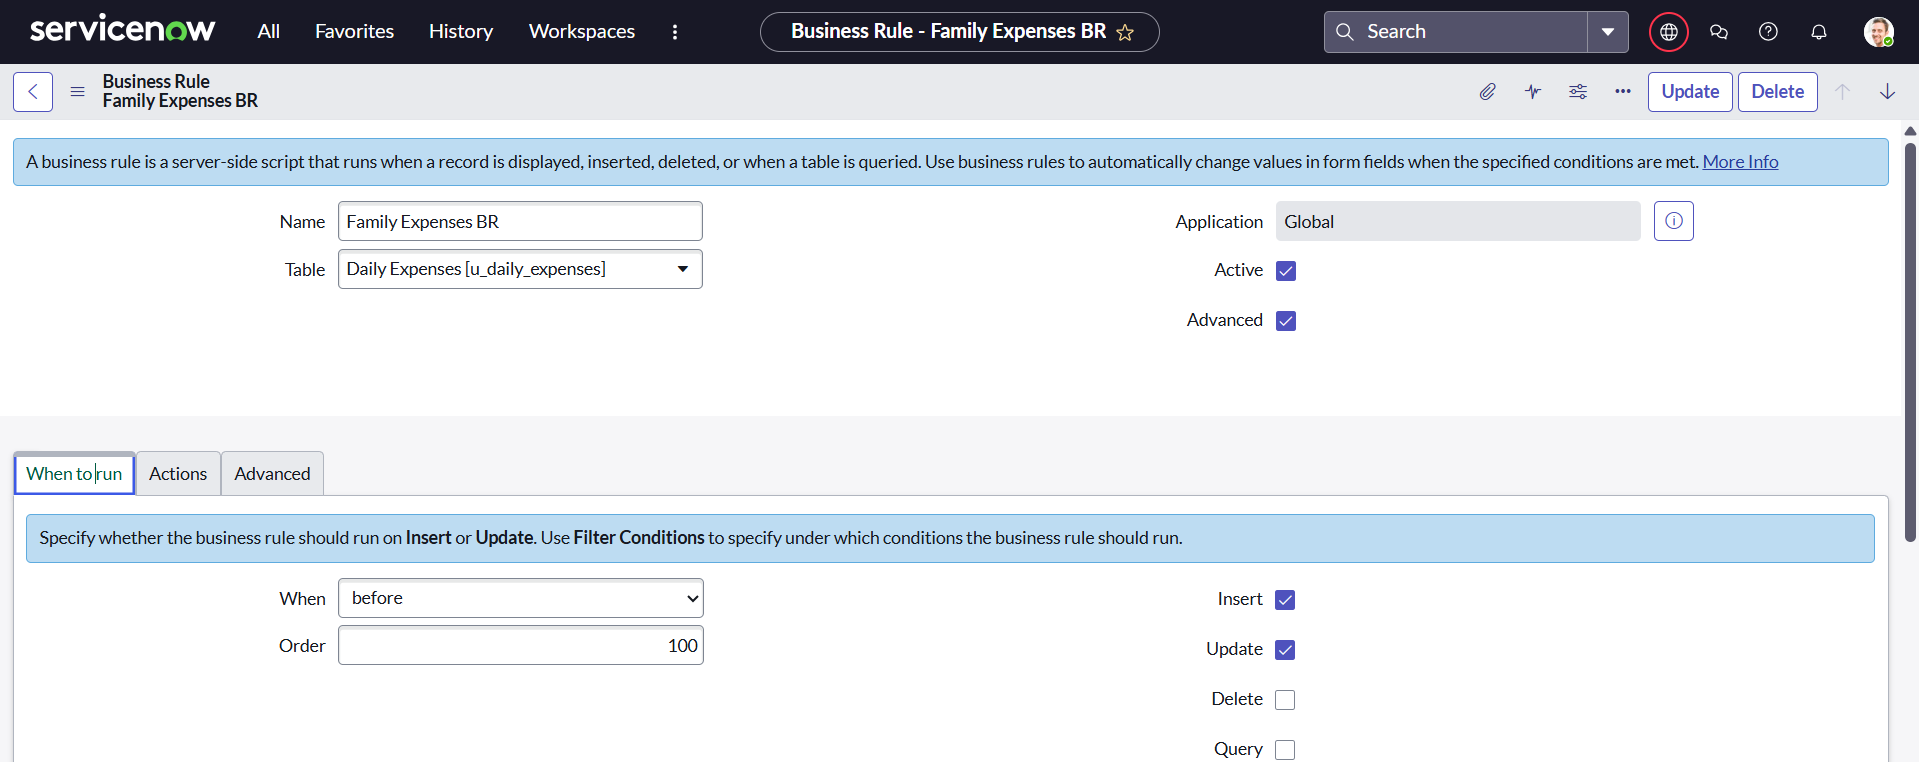 servicenow All Favorites History Workspaces Business Rule - Family Expenses BR Search
Business Rule
Family Expenses BR
Update Delete
A business rule is a server-side script that runs when a record is displayed, inserted, deleted, or when a table is queried. Use business rules to automatically change values in form fields when the specified conditions are met. More Info
Name Family Expenses BR
Application Global
Table Daily Expenses [u_daily_expenses]
Active
Advanced
When to run Actions Advanced
Specify whether the business rule should run on Insert or Update. Use Filter Conditions to specify under which conditions the business rule should run.
When before
Insert
Order 100
Update
Delete
Query